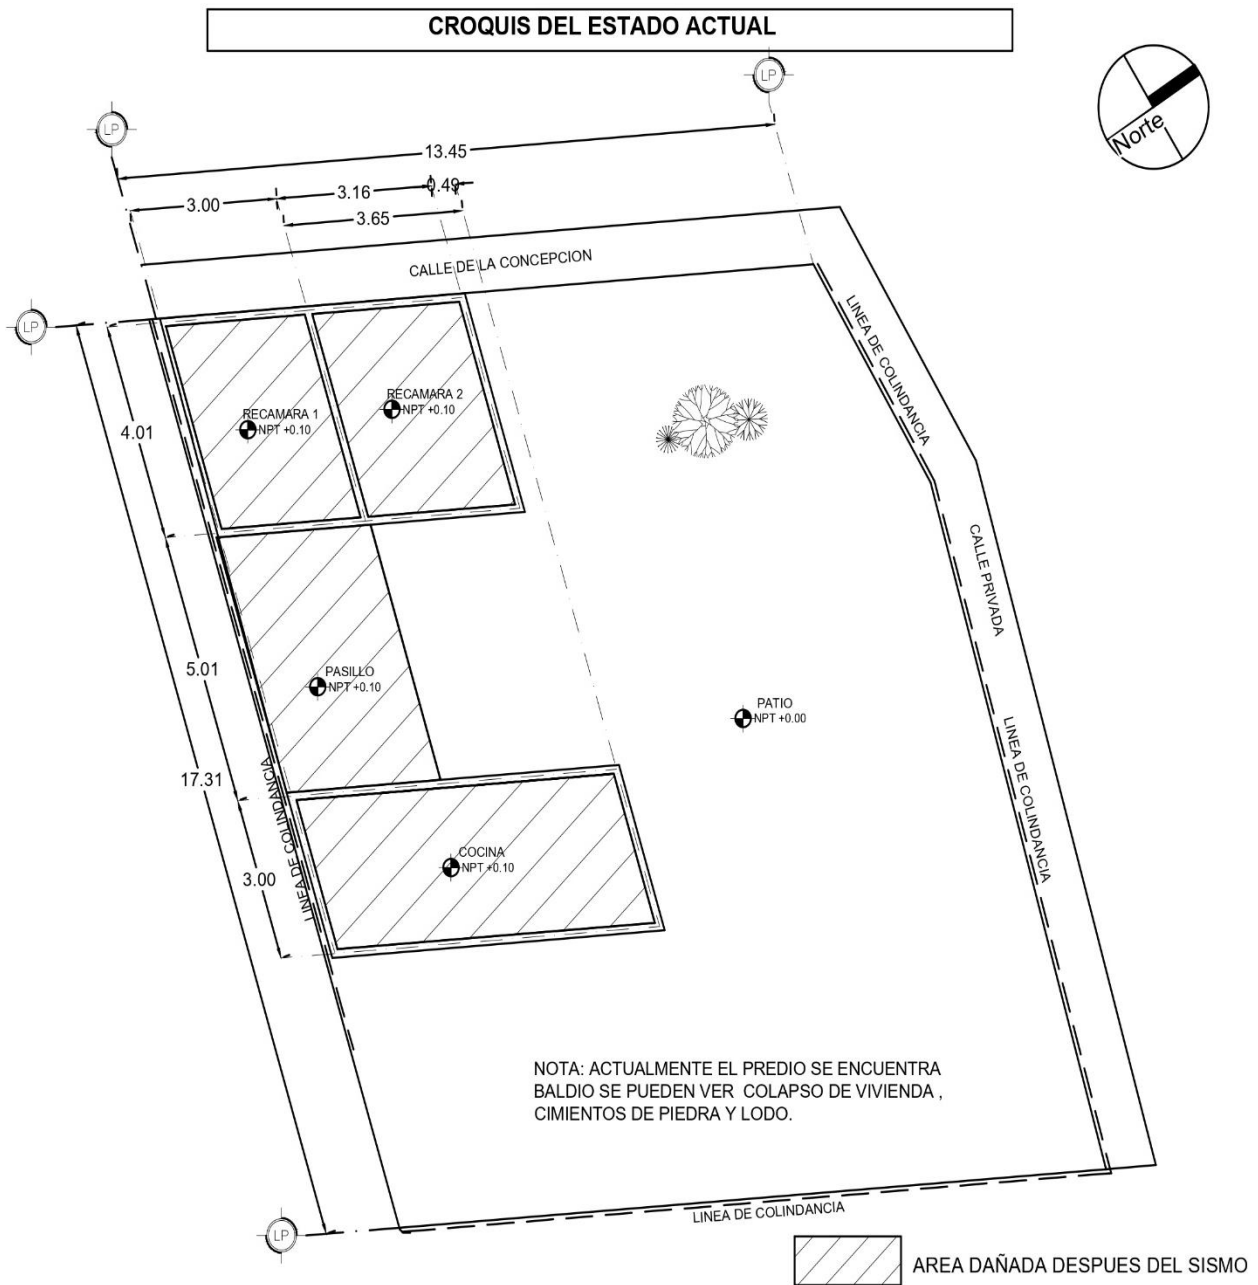 CROQUIS DEL ESTADO ACTUAL
LP
LP
Norte
13.45
0.49
3.16
3.00
3.65
CALLE DE LA CONCEPCION
LP
LINEA DE COLINDANCIA
RECAMARA 2
NPT +0.10
RECAMARA 1
NPT +0.10
4.01
CALLE PRIVADA
5.01
PASILLO
NPT +0.10
PATIO
NPT +0.00
17.31
LINEA DE COLINDANCIA
LINEA DE COLINDANCIA
COCINA
NPT +0.10
3.00
NOTA: ACTUALMENTE EL PREDIO SE ENCUENTRA
BALDIO SE PUEDEN VER COLAPSO DE VIVIENDA ,
CIMIENTOS DE PIEDRA Y LODO.
LINEA DE COLINDANCIA
LP
AREA DAÑADA DESPUES DEL SISMO